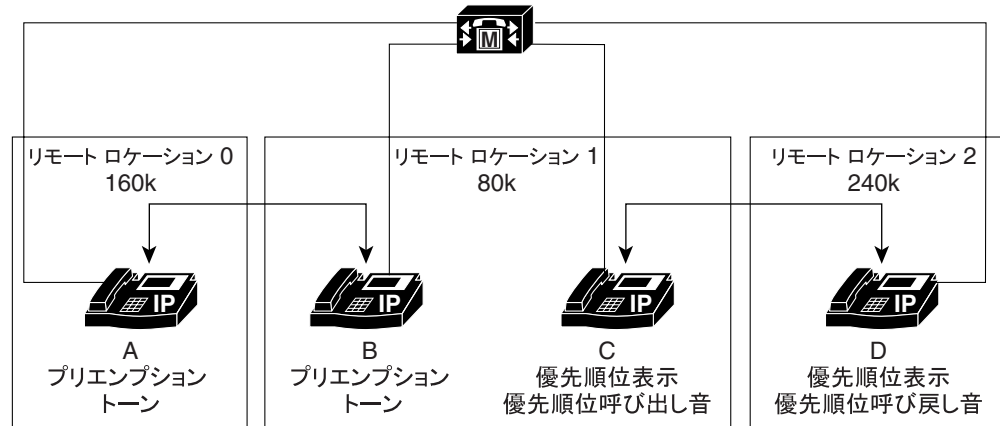 M
リモート ロケーション 0
160k
リモート ロケーション 1
80k
リモート ロケーション 2
240k
IP
IP
IP
IP
A
プリエンプション
トーン
B
プリエンプション
トーン
C
優先順位表示
優先順位呼び出し音
D
優先順位表示
優先順位呼び戻し音